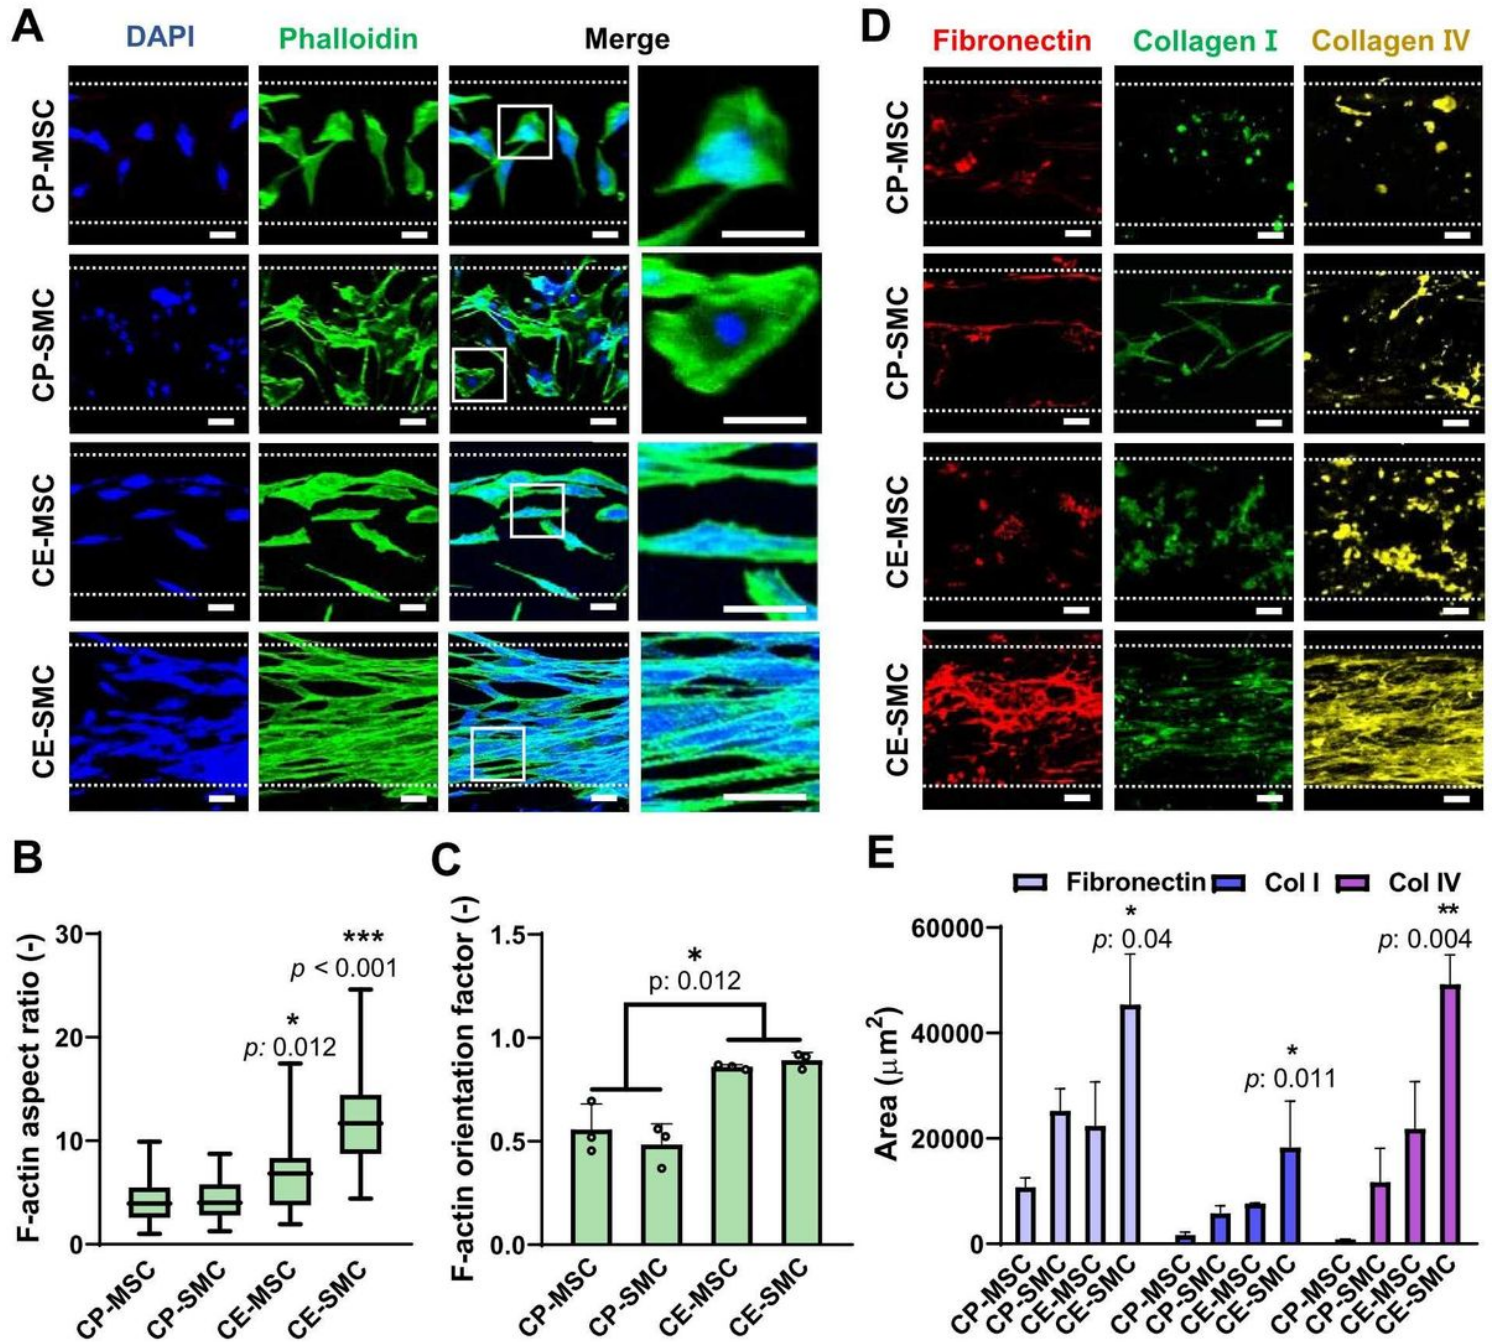 A
DAPI
Phalloidin
Merge
CP-MSC
CP-SMC
CE-MSC
CE-SMC
D
Fibronectin
Collagen I
Collagen IV
CP-MSC
CP-SMC
CE-MSC
CE-SMC
B
F-actin aspect ratio (-)
30
20
10
0
*
p: 0.012
***
p < 0.001
CP-MSC
CP-SMC
CE-MSC
CE-SMC
C
F-actin orientation factor (-)
1.5
1.0
0.5
0.0
*
p: 0.012
CP-MSC
CP-SMC
CE-MSC
CE-SMC
E
Fibronectin
Col I
Col IV
Area (μm²)
60000
40000
20000
0
*
p: 0.04
*
p: 0.011
**
p: 0.004
CP-MSC
CP-SMC
CE-MSC
CE-SMC
CP-MSC
CP-SMC
CE-MSC
CE-SMC
CP-MSC
CP-SMC
CE-MSC
CE-SMC